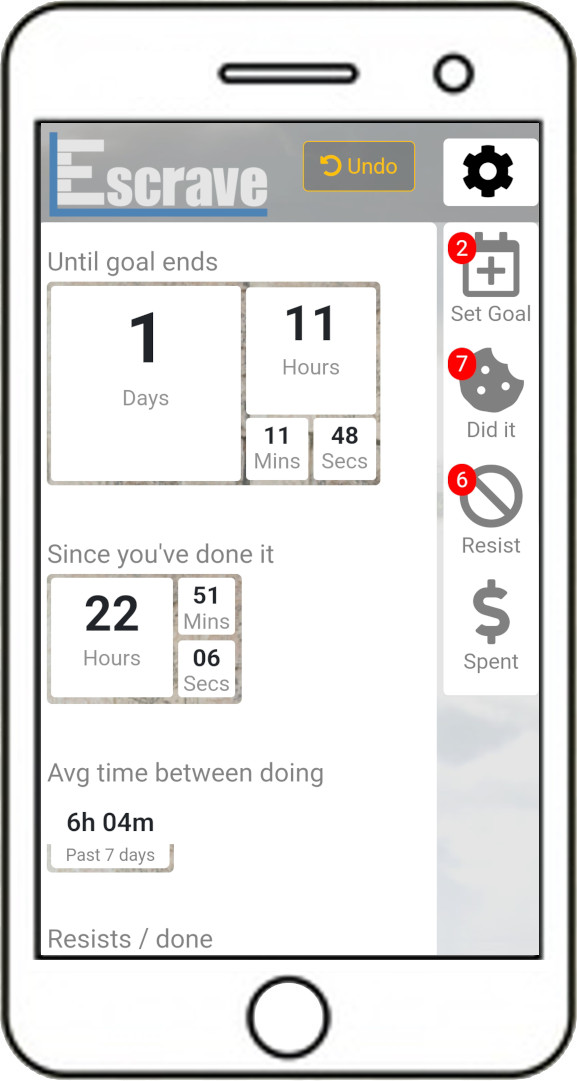 Escrave
Undo
Until goal ends
1
Days
11
Hours
11
Mins
48
Secs
Since you've done it
22
Hours
51
Mins
06
Secs
Avg time between doing
6h 04m
Past 7 days
Resists / done
2
Set Goal
7
Did it
6
Resist
$
Spent